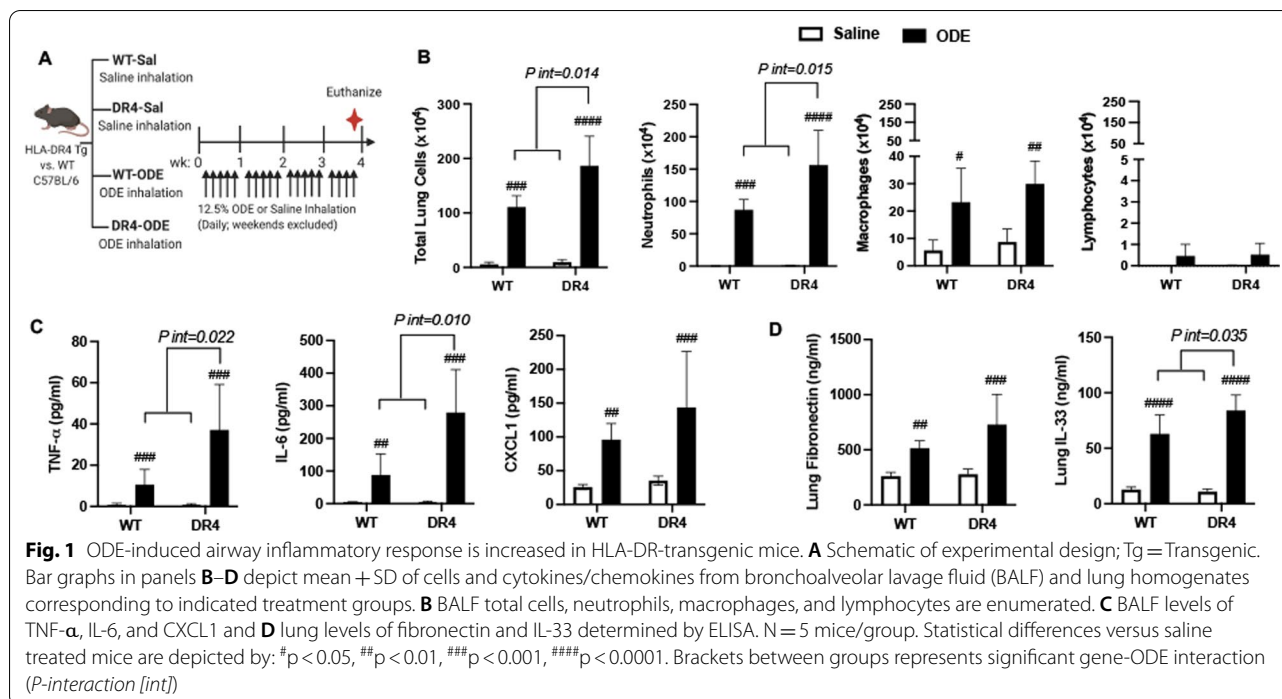 Saline ODE
A
WT-Sal
Saline inhalation
DR4-Sal
Saline inhalation
HLA-DR4 Tg
vs. WT
C57BL/6
WT-ODE
ODE inhalation
DR4-ODE
ODE inhalation
Euthanize
wk: 0 1 2 3 4
12.5% ODE or Saline Inhalation
(Daily; weekends excluded)
B
P int=0.014
Total Lung Cells (x10⁴)
300
200
100
0
###
####
WT DR4
P int=0.015
Neutrophils (x10⁴)
250
200
150
100
50
0
###
####
WT DR4
Macrophages (x10⁴)
250
200
150
40
30
20
10
0
#
##
WT DR4
Lymphocytes (x10⁴)
250
200
150
6
5
4
2
0
WT DR4
C
P int=0.022
TNF-α (pg/ml)
80
60
40
20
0
###
###
WT DR4
P int=0.010
IL-6 (pg/ml)
500
400
300
200
100
0
##
###
WT DR4
CXCL1 (pg/ml)
250
200
150
100
50
0
##
###
WT DR4
D
Lung Fibronectin (ng/ml)
1500
1000
500
0
##
###
WT DR4
P int=0.035
Lung IL-33 (ng/ml)
150
100
50
0
####
####
WT DR4
Fig. 1 ODE-induced airway inflammatory response is increased in HLA-DR-transgenic mice. A Schematic of experimental design; Tg = Transgenic.
Bar graphs in panels B–D depict mean + SD of cells and cytokines/chemokines from bronchoalveolar lavage fluid (BALF) and lung homogenates
corresponding to indicated treatment groups. B BALF total cells, neutrophils, macrophages, and lymphocytes are enumerated. C BALF levels of
TNF-α, IL-6, and CXCL1 and D lung levels of fibronectin and IL-33 determined by ELISA. N = 5 mice/group. Statistical differences versus saline
treated mice are depicted by: #p < 0.05, ##p < 0.01, ###p < 0.001, ####p < 0.0001. Brackets between groups represents significant gene-ODE interaction
(P-interaction [int])